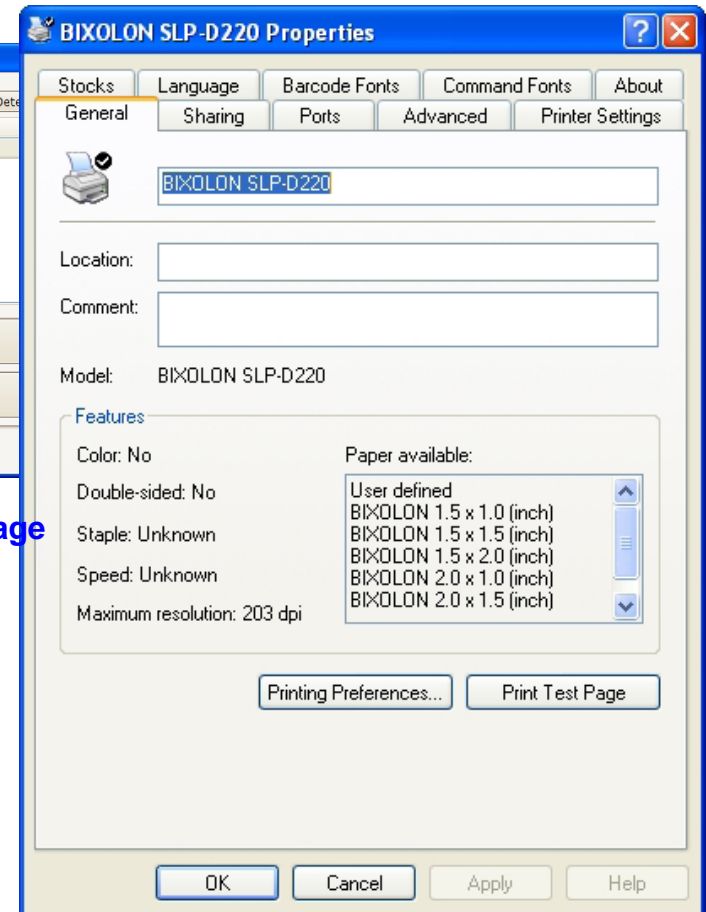 BIXOLON SLP-D220 Properties
Stocks Language Barcode Fonts Command Fonts About
General Sharing Ports Advanced Printer Settings
BIXOLON SLP-D220
Location:
Comment:
Model: BIXOLON SLP-D220
Features
Color: No
Double-sided: No
Staple: Unknown
Speed: Unknown
Maximum resolution: 203 dpi
Paper available:
User defined
BIXOLON 1.5 x 1.0 (inch)
BIXOLON 1.5 x 1.5 (inch)
BIXOLON 1.5 x 2.0 (inch)
BIXOLON 2.0 x 1.0 (inch)
BIXOLON 2.0 x 1.5 (inch)
Printing Preferences... Print Test Page
OK Cancel Apply Help